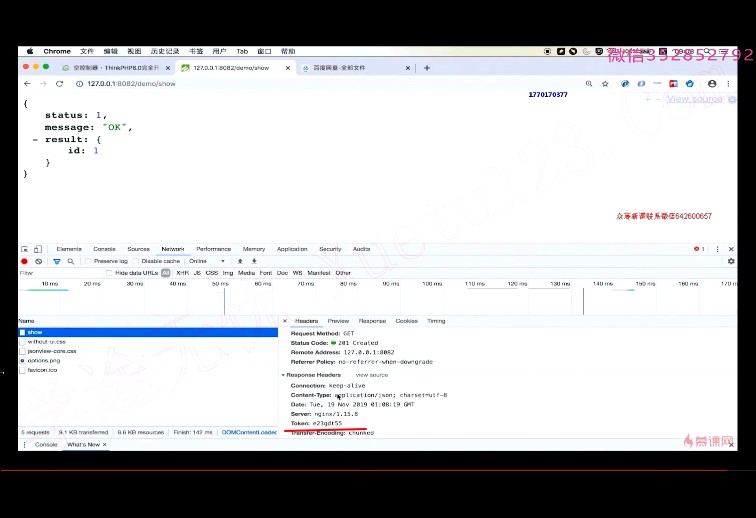 Chrome 文件 编辑 视图 历史记录 书签 用户 Tab 窗口 帮助
微信352852792
空控制器 · ThinkPHP6.0完全开
127.0.0.1:8082/demo/show
百度网盘-全部文件
127.0.0.1:8082/demo/show
1770170377
+ - View source
{
status: 1,
message: "OK",
- result: {
id: 1
}
}
众筹新课联系微信642600657
Elements Console Sources Network Performance Memory Application Security Audits
1
Preserve log Disable cache Online
Filter
Hide data URLs All XHR JS CSS Img Media Font Doc WS Manifest Other
10 ms 20 ms 30 ms 40 ms 50 ms 60 ms 70 ms 80 ms 90 ms 100 ms 110 ms 120 ms 130 ms 140 ms 150 ms 160 ms 170 ms
Name
Headers Preview Response Cookies Timing
show
without-ui.css
jsonview-core.css
options.png
favicon.ico
Request Method: GET
Status Code: 201 Created
Remote Address: 127.0.0.1:8082
Referrer Policy: no-referrer-when-downgrade
Response Headers view source
Connection: keep-alive
Content-Type: application/json; charset=utf-8
Date: Tue, 19 Nov 2019 01:08:19 GMT
Server: nginx/1.15.8
Token: e23gdt55
Transfer-Encoding: chunked
5 requests 9.1 KB transferred 6.6 KB resources Finish: 142 ms DOMContentLoaded
Console What's New
慕课网